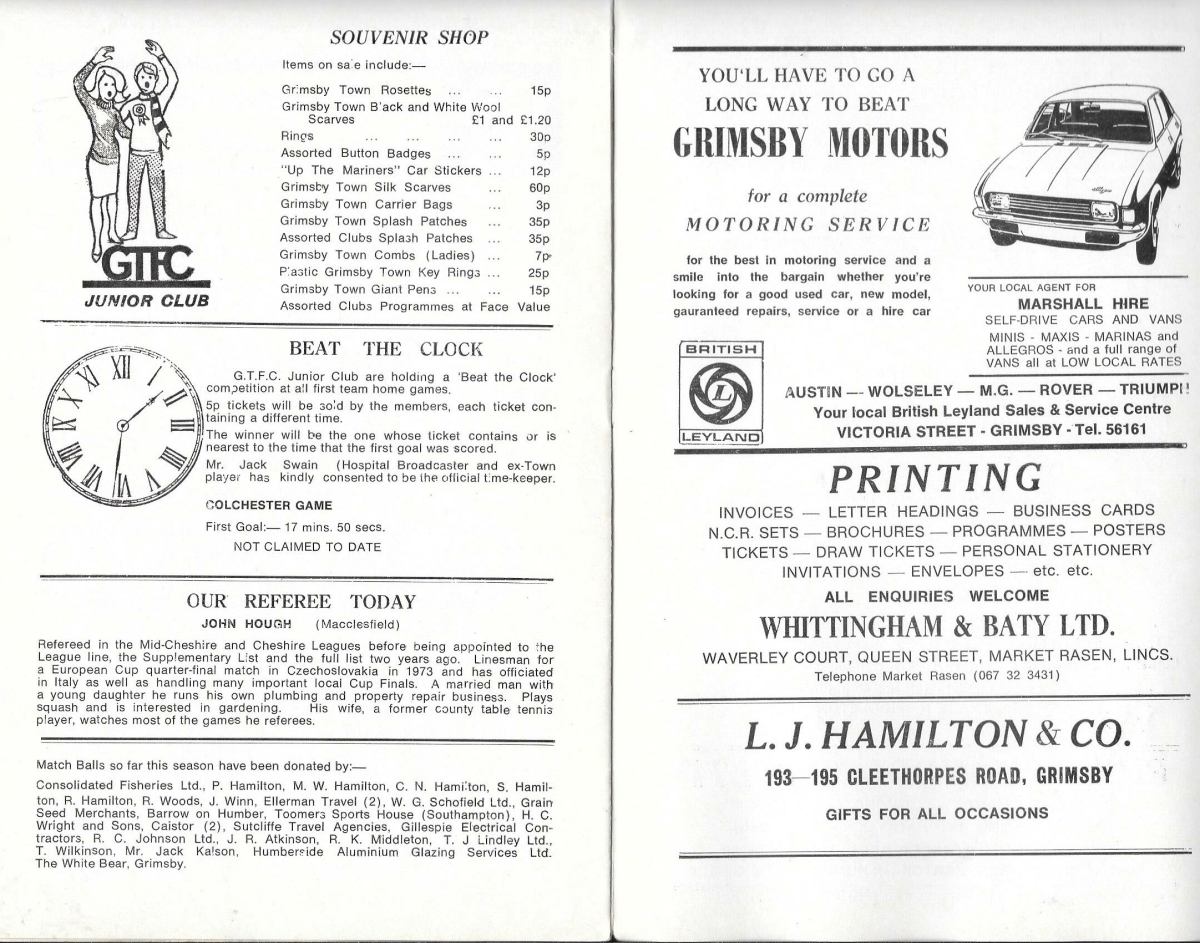 SOUVENIR SHOP
Items on sale include:—
Grimsby Town Rosettes ... ... 15p
Grimsby Town Black and White Wool
Scarves £1 and £1.20
Rings ... ... ... ... 30p
Assorted Button Badges ... ... 5p
"Up The Mariners" Car Stickers ... 12p
Grimsby Town Silk Scarves ... 60p
Grimsby Town Carrier Bags ... 3p
Grimsby Town Splash Patches ... 35p
Assorted Clubs Splash Patches ... 35p
Grimsby Town Combs (Ladies) ... 7p
Plastic Grimsby Town Key Rings ... 25p
Grimsby Town Giant Pens ... ... 15p
Assorted Clubs Programmes at Face Value
GTFC
JUNIOR CLUB
BEAT THE CLOCK
XII I II III IIII V VI VII VIII IX X XI
G.T.F.C. Junior Club are holding a 'Beat the Clock'
competition at all first team home games.
5p tickets will be sold by the members, each ticket con-
taining a different time.
The winner will be the one whose ticket contains or is
nearest to the time that the first goal was scored.
Mr. Jack Swain (Hospital Broadcaster and ex-Town
player has kindly consented to be the official time-keeper.
COLCHESTER GAME
First Goal:— 17 mins. 50 secs.
NOT CLAIMED TO DATE
OUR REFEREE TODAY
JOHN HOUGH (Macclesfield)
Refereed in the Mid-Cheshire and Cheshire Leagues before being appointed to the
League line, the Supplementary List and the full list two years ago. Linesman for
a European Cup quarter-final match in Czechoslovakia in 1973 and has officiated
in Italy as well as handling many important local Cup Finals. A married man with
a young daughter he runs his own plumbing and property repair business. Plays
squash and is interested in gardening. His wife, a former county table tennis
player, watches most of the games he referees.
Match Balls so far this season have been donated by:—
Consolidated Fisheries Ltd., P. Hamilton, M. W. Hamilton, C. N. Hamilton, S. Hamil-
ton, R. Hamilton, R. Woods, J. Winn, Ellerman Travel (2), W. G. Schofield Ltd., Grain
Seed Merchants, Barrow on Humber, Toomers Sports House (Southampton), H. C.
Wright and Sons, Caistor (2), Sutcliffe Travel Agencies, Gillespie Electrical Con-
tractors, R. C. Johnson Ltd., J. R. Atkinson, R. K. Middleton, T. J Lindley Ltd.,
T. Wilkinson, Mr. Jack Kalson, Humberside Aluminium Glazing Services Ltd.
The White Bear, Grimsby.
YOU'LL HAVE TO GO A
LONG WAY TO BEAT
GRIMSBY MOTORS
for a complete
MOTORING SERVICE
for the best in motoring service and a
smile into the bargain whether you're
looking for a good used car, new model,
gauranteed repairs, service or a hire car
YOUR LOCAL AGENT FOR
MARSHALL HIRE
SELF-DRIVE CARS AND VANS
MINIS - MAXIS - MARINAS and
ALLEGROS - and a full range of
VANS all at LOW LOCAL RATES
BRITISH
L
LEYLAND
AUSTIN — WOLSELEY — M.G. — ROVER — TRIUMPH
Your local British Leyland Sales & Service Centre
VICTORIA STREET - GRIMSBY - Tel. 56161
PRINTING
INVOICES — LETTER HEADINGS — BUSINESS CARDS
N.C.R. SETS — BROCHURES — PROGRAMMES — POSTERS
TICKETS — DRAW TICKETS — PERSONAL STATIONERY
INVITATIONS — ENVELOPES — etc. etc.
ALL ENQUIRIES WELCOME
WHITTINGHAM & BATY LTD.
WAVERLEY COURT, QUEEN STREET, MARKET RASEN, LINCS.
Telephone Market Rasen (067 32 3431)
L. J. HAMILTON & CO.
193—195 CLEETHORPES ROAD, GRIMSBY
GIFTS FOR ALL OCCASIONS